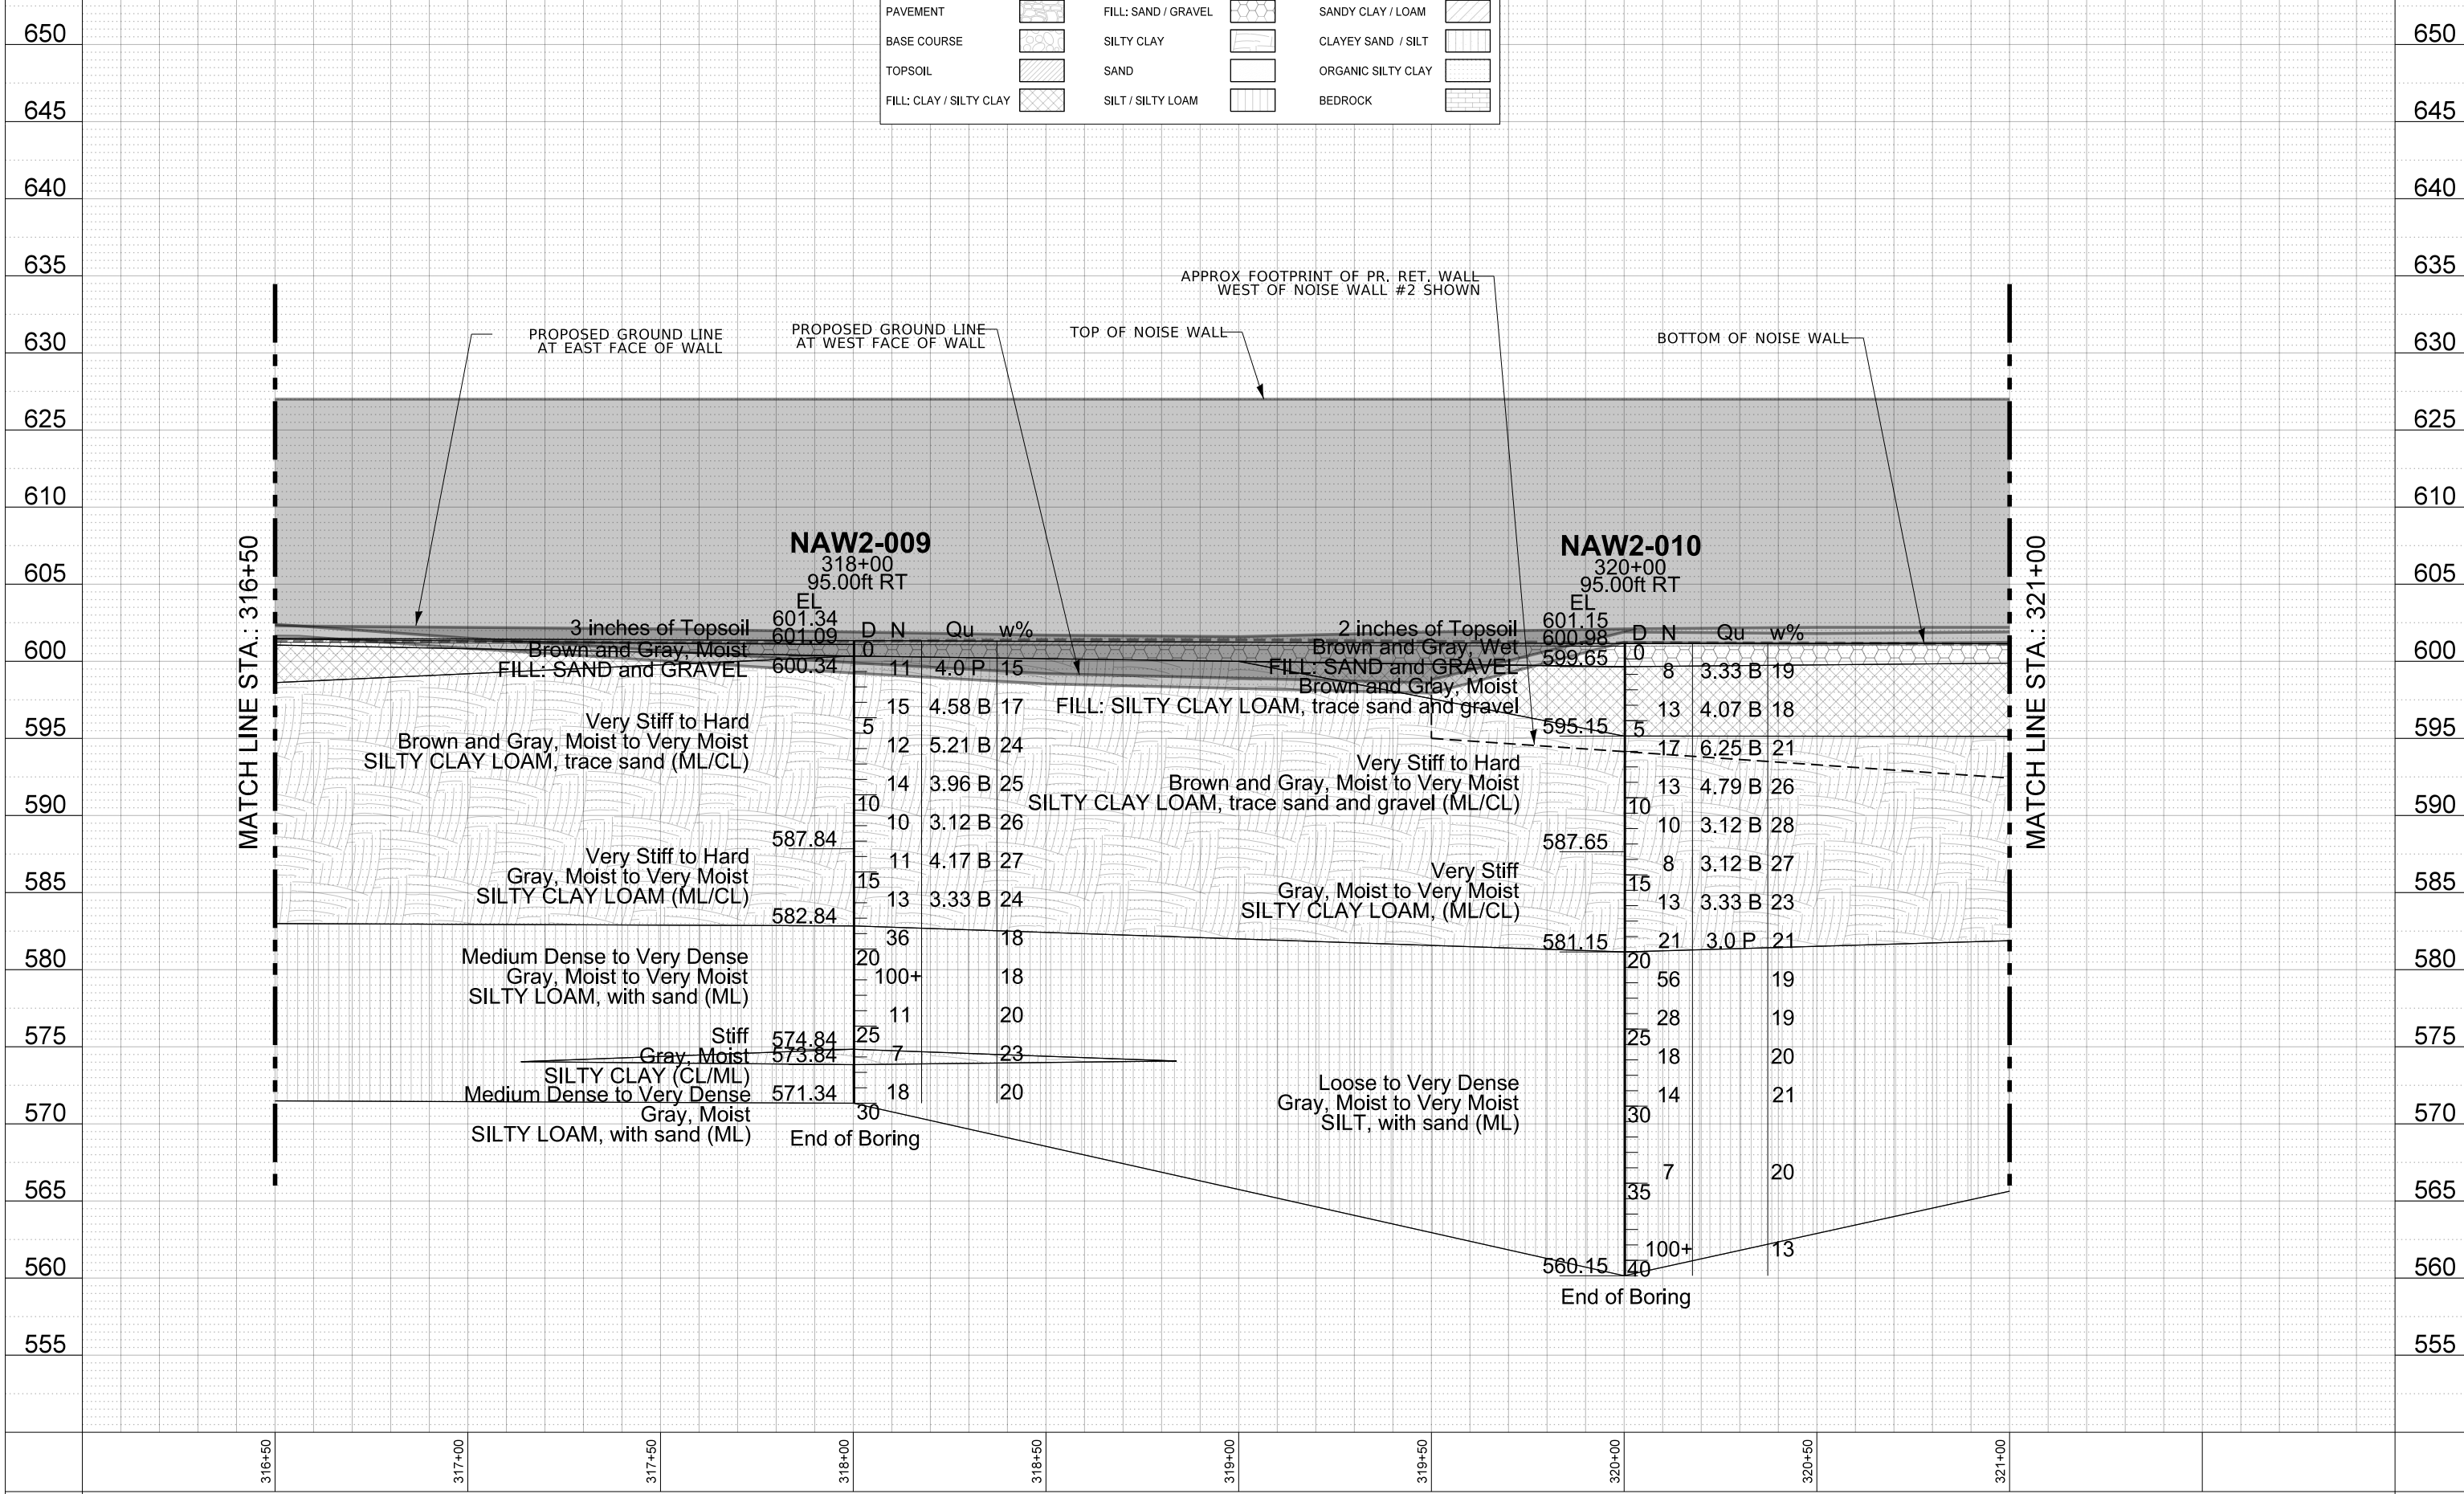 PAVEMENT FILL: SAND / GRAVEL SANDY CLAY / LOAM
BASE COURSE SILTY CLAY CLAYEY SAND / SILT
TOPSOIL SAND ORGANIC SILTY CLAY
FILL: CLAY / SILTY CLAY SILT / SILTY LOAM BEDROCK
650 650
645 645
640 640
635 635
630 630
625 625
610 610
605 605
600 600
595 595
590 590
585 585
580 580
575 575
570 570
565 565
560 560
555 555
APPROX FOOTPRINT OF PR. RET. WALL
WEST OF NOISE WALL #2 SHOWN
PROPOSED GROUND LINE
AT EAST FACE OF WALL
PROPOSED GROUND LINE
AT WEST FACE OF WALL
TOP OF NOISE WALL
BOTTOM OF NOISE WALL
MATCH LINE STA.: 316+50
NAW2-009
318+00
95.00ft RT
EL
601.34
3 inches of Topsoil 601.09 D N Qu w%
Brown and Gray, Moist 0
FILL: SAND and GRAVEL 600.34 11 4.0 P 15
15 4.58 B 17
Very Stiff to Hard 5
Brown and Gray, Moist to Very Moist 12 5.21 B 24
SILTY CLAY LOAM, trace sand (ML/CL)
14 3.96 B 25
10
10 3.12 B 26
587.84
Very Stiff to Hard 11 4.17 B 27
Gray, Moist to Very Moist 15
SILTY CLAY LOAM (ML/CL) 13 3.33 B 24
582.84
36 18
Medium Dense to Very Dense 20
Gray, Moist to Very Moist 100+ 18
SILTY LOAM, with sand (ML)
11 20
Stiff 574.84 25
Gray, Moist 573.84 7 23
SILTY CLAY (CL/ML)
Medium Dense to Very Dense 571.34 18 20
Gray, Moist 30
SILTY LOAM, with sand (ML)
End of Boring
NAW2-010
320+00
95.00ft RT
EL
601.15
2 inches of Topsoil 600.98 D N Qu w%
Brown and Gray, Wet 0
FILL: SAND and GRAVEL 599.65 8 3.33 B 19
Brown and Gray, Moist
FILL: SILTY CLAY LOAM, trace sand and gravel 13 4.07 B 18
595.15 5
17 6.25 B 21
Very Stiff to Hard
Brown and Gray, Moist to Very Moist 13 4.79 B 26
SILTY CLAY LOAM, trace sand and gravel (ML/CL) 10
10 3.12 B 28
587.65
Very Stiff 8 3.12 B 27
Gray, Moist to Very Moist 15
SILTY CLAY LOAM, (ML/CL) 13 3.33 B 23
581.15 21 3.0 P 21
20
56 19
28 19
25
18 20
Loose to Very Dense 14 21
Gray, Moist to Very Moist 30
SILT, with sand (ML)
7 20
35
100+ 13
560.15 40
End of Boring
MATCH LINE STA.: 321+00
316+50 317+00 317+50 318+00 318+50 319+00 319+50 320+00 320+50 321+00